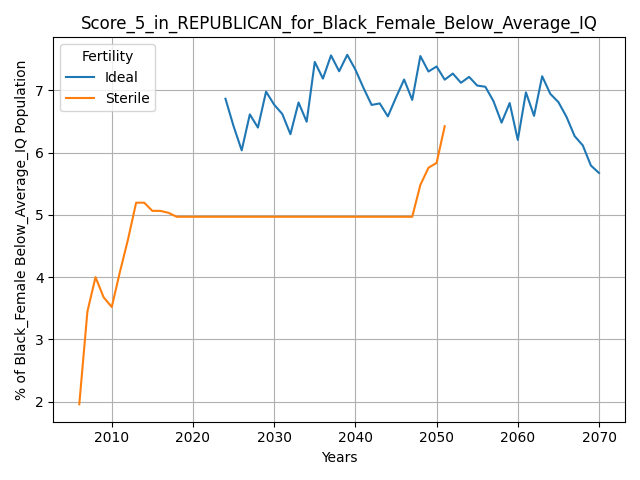 Score_5_in_REPUBLICAN_for_Black_Female_Below_Average_IQ
Fertility
Ideal
Sterile
% of Black_Female Below_Average_IQ Population
7
6
5
4
3
2
2010 2020 2030 2040 2050 2060 2070
Years